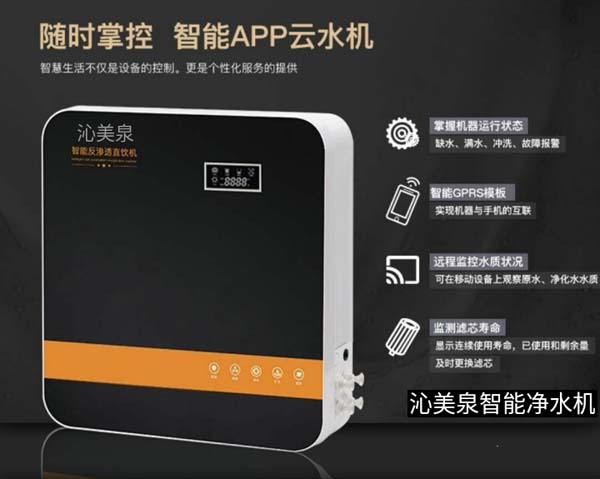 随时掌控 智能APP云水机
智慧生活不仅是设备的控制。更是个性化服务的提供
沁美泉
智能反渗透直饮机
8888
掌握机器运行状态
缺水、满水、冲洗、故障报警
智能GPRS模板
实现机器与手机的互联
远程监控水质状况
可在移动设备上观察原水、净化水水质
监测滤芯寿命
显示连续使用寿命，已使用和剩余量
及时更换滤芯
沁美泉智能净水机